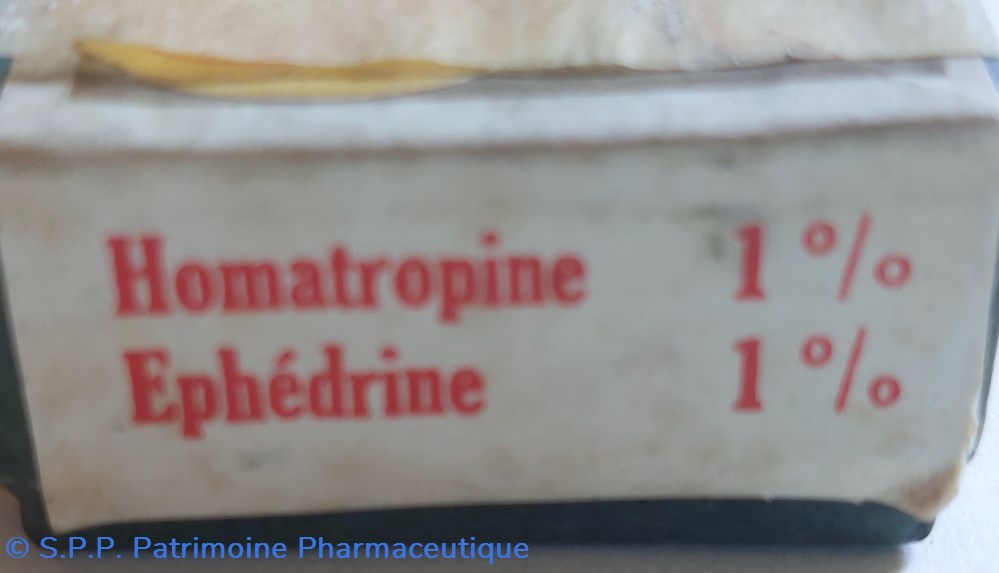 Homatropine 1 %
Ephédrine 1 %
© S.P.P. Patrimoine Pharmaceutique